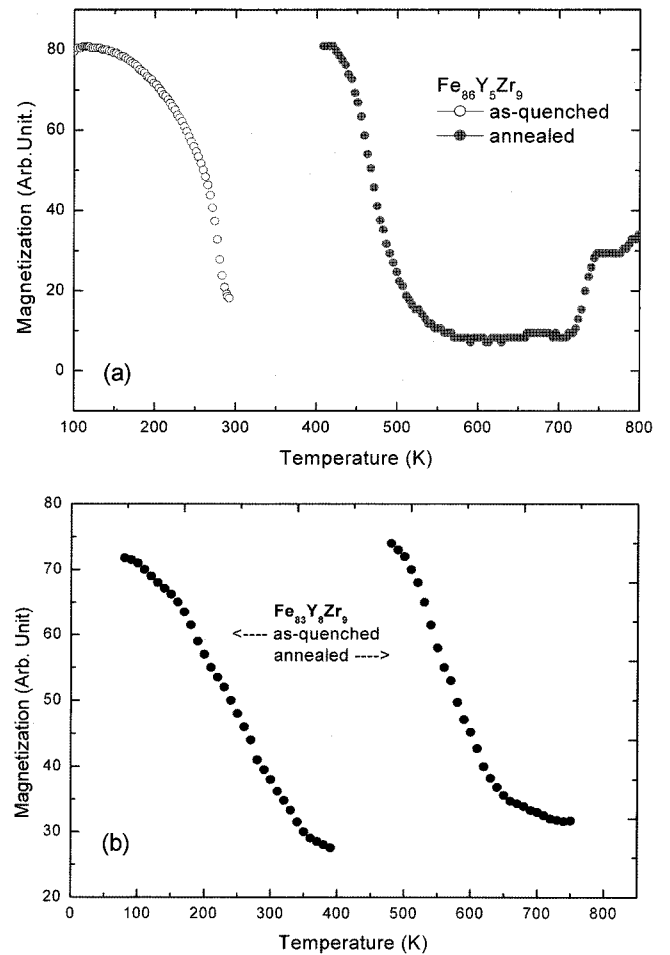 80
60
40
20
0
Magnetization (Arb.Unit.)
Fe₈₆Y₅Zr₉
as-quenched
annealed
(a)
100 200 300 400 500 600 700 800
Temperature (K)
80
70
60
50
40
30
20
Magnetization (Arb. Unit)
Fe₈₃Y₈Zr₉
<---- as-quenched
annealed ---->
(b)
0 100 200 300 400 500 600 700 800
Temperature (K)